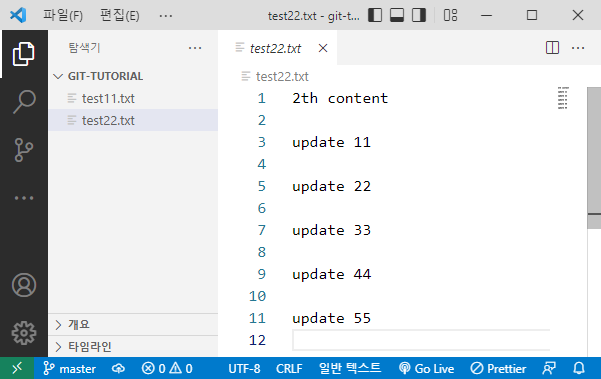 파일(F) 편집(E) ··· test22.txt - git-t...
탐색기 ···
GIT-TUTORIAL
test11.txt
test22.txt
개요
타임라인
test22.txt
test22.txt
1 2th content
2
3 update 11
4
5 update 22
6
7 update 33
8
9 update 44
10
11 update 55
12
master 0 0 UTF-8 CRLF 일반 텍스트 Go Live Prettier